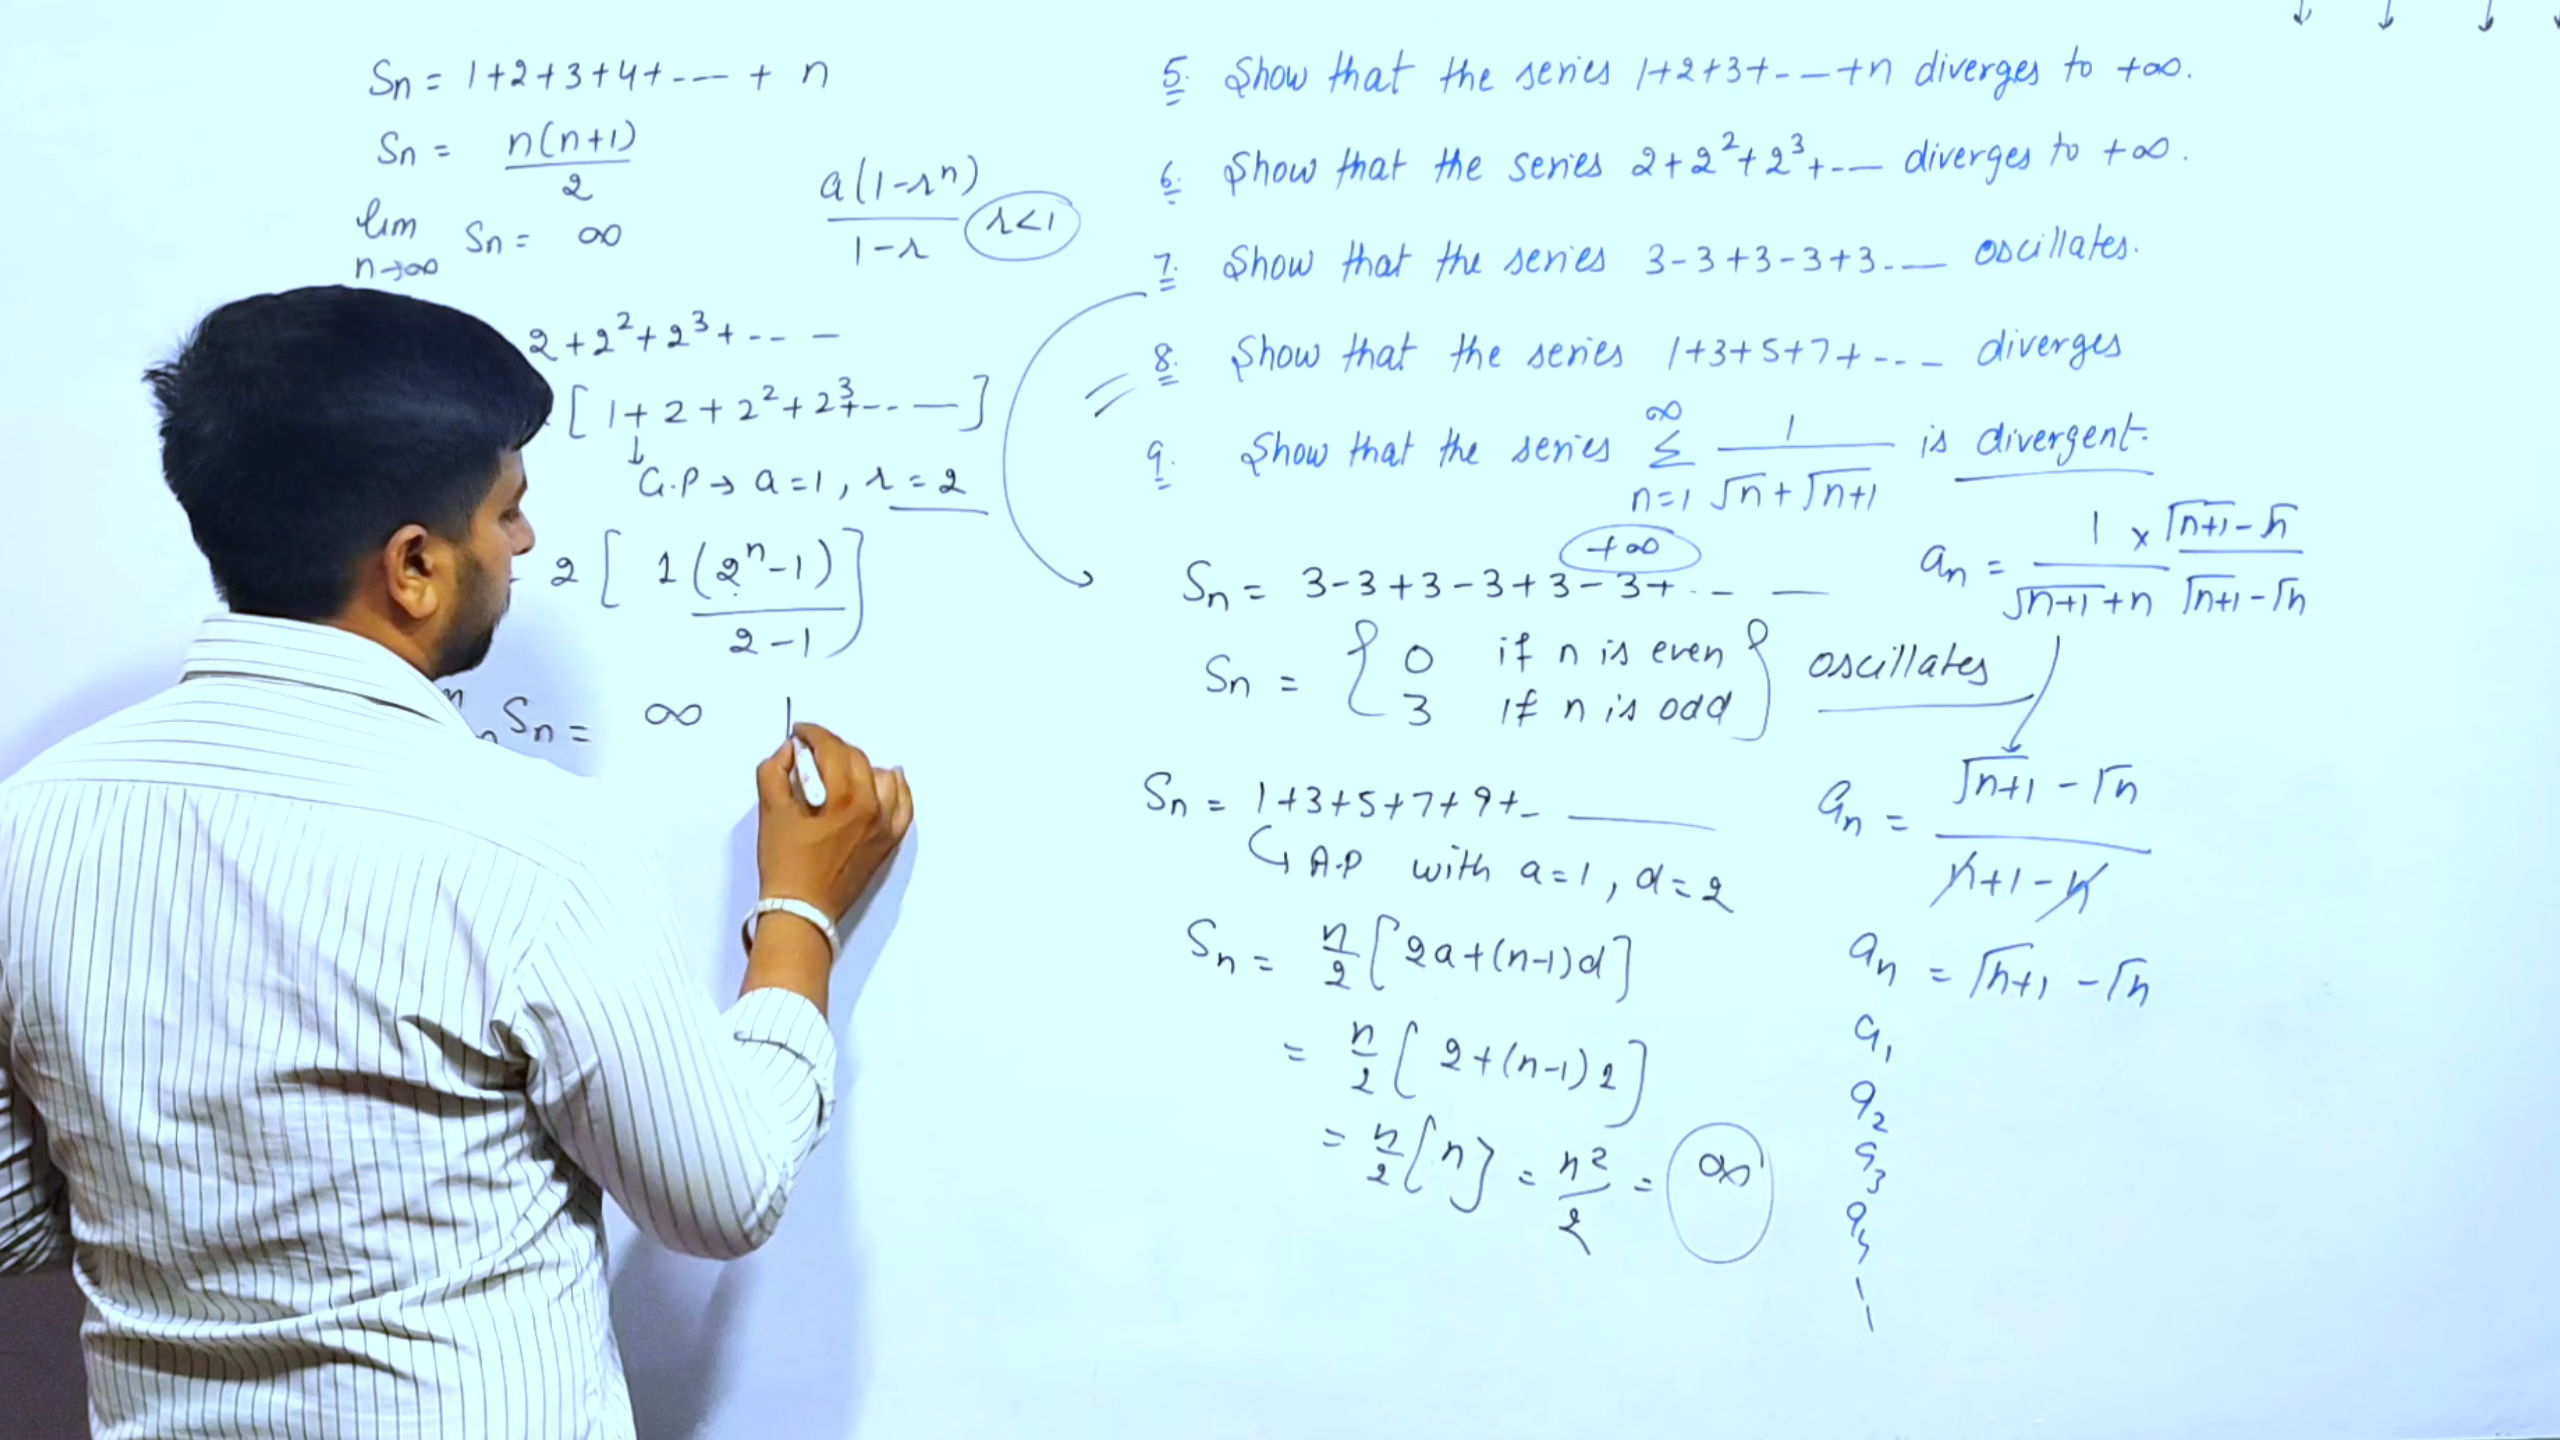 Sn = 1+2+3+4+--- + n
Sn = n(n+1)/2
lim n→∞ Sn = ∞
a(1-rⁿ)/1-r r<1
2+2²+2³+-- -
[1+2+2²+2³+-- —]
↓
G.P → a=1, r=2
2[1(2ⁿ-1)/2-1]
Sn = ∞
5. Show that the series 1+2+3+--—+n diverges to +∞.
6. Show that the series 2+2²+2³+--— diverges to +∞.
7. Show that the series 3-3+3-3+3-— oscillates.
8. Show that the series 1+3+5+7+--- diverges
9. Show that the series ∞ Σ n=1 1/√n+√n+1 is divergent.
+∞
Sn = 3-3+3-3+3-3+-- —
Sn = { 0 if n is even
3 if n is odd } oscillates
Sn = 1+3+5+7+9+- —
↳ A.P with a=1, d=2
Sn = n/2[2a+(n-1)d]
= n/2[2+(n-1)2]
= n/2[n] = n²/2 = ∞
an = 1/√n+1+n × √n+1-√n/√n+1-√n
an = √n+1-√n/n+1-n
an = √n+1-√n
a₁
a₂
a₃